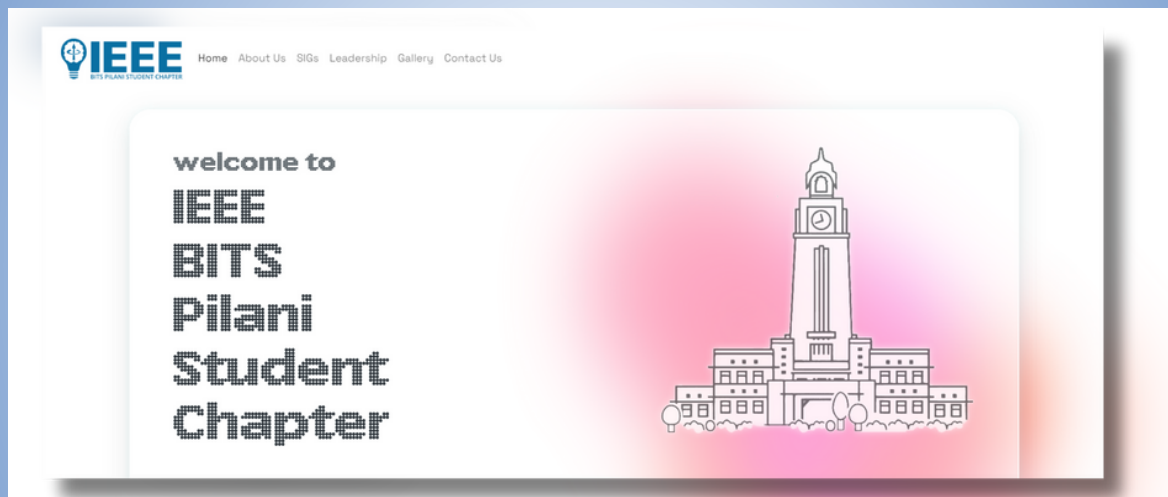 IEEE
BITS PILANI STUDENT CHAPTER
Home About Us SIGs Leadership Gallery Contact Us
welcome to
IEEE
BITS
Pilani
Student
Chapter